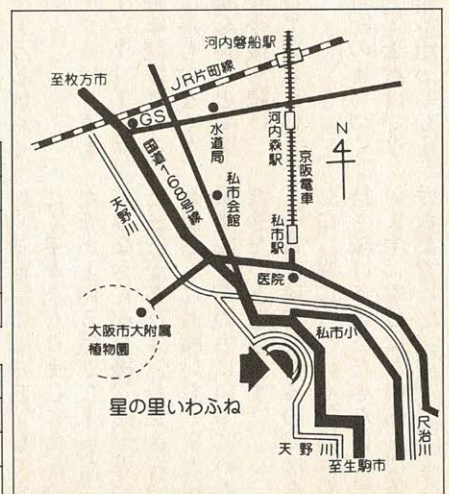 河内磐船駅
JR片町線
至枚方市
GS
水道局
河内森駅
N
国道168号線
京阪電車
私市会館
天野川
私市駅
医院
大阪市大附属
植物園
私市小
星の里いわふね
尺治川
天野川
至生駒市